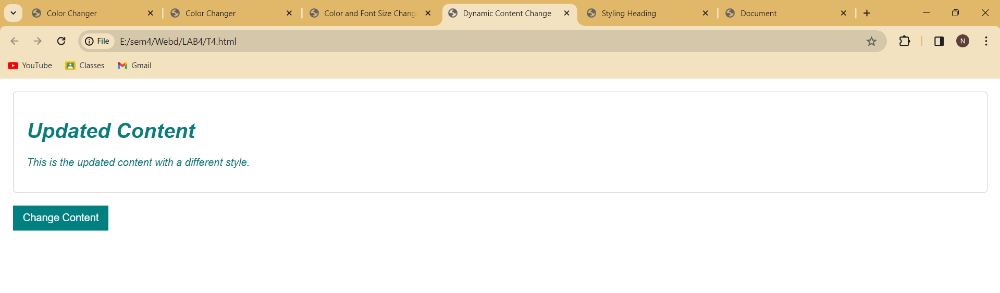 Color Changer
Color Changer
Color and Font Size Chang
Dynamic Content Change
Styling Heading
Document
File
E:/sem4/Webd/LAB4/T4.html
N
YouTube
Classes
Gmail
Updated Content
This is the updated content with a different style.
Change Content